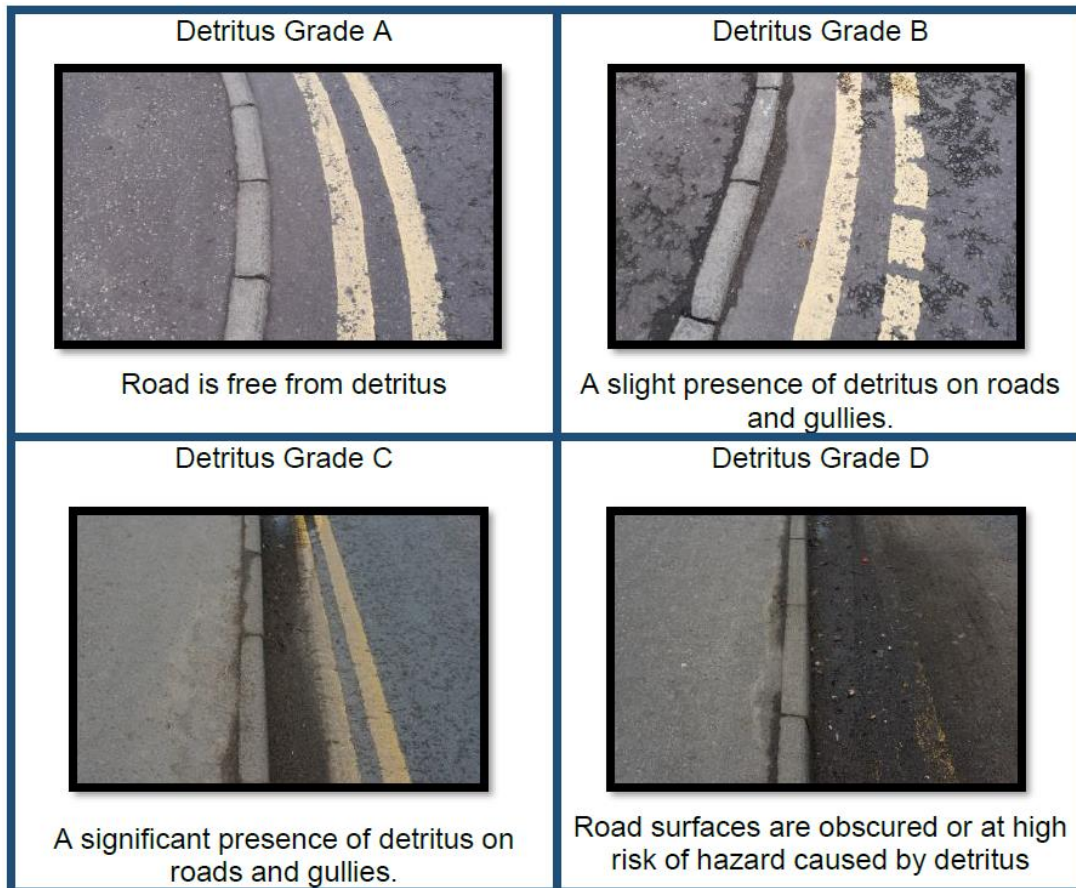 Detritus Grade A
Road is free from detritus
Detritus Grade B
A slight presence of detritus on roads
and gullies.
Detritus Grade C
A significant presence of detritus on
roads and gullies.
Detritus Grade D
Road surfaces are obscured or at high
risk of hazard caused by detritus